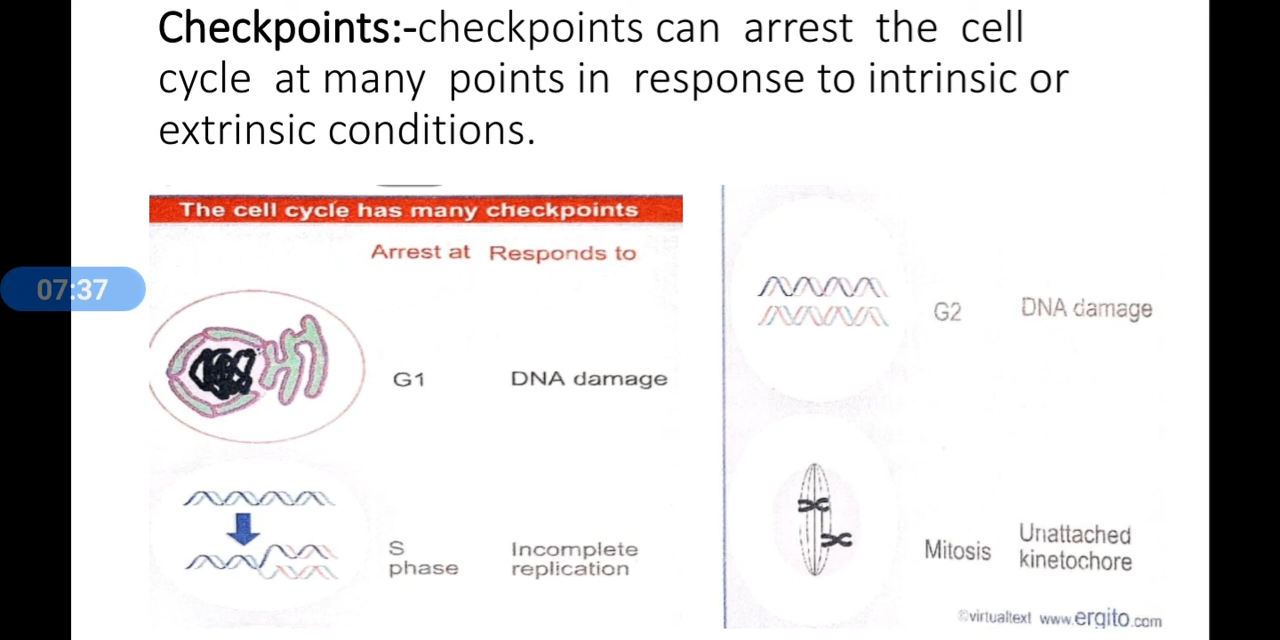 Checkpoints:-checkpoints can arrest the cell
cycle at many points in response to intrinsic or
extrinsic conditions.
The cell cycle has many checkpoints
Arrest at Responds to
07:37
G1 DNA damage
S Incomplete
phase replication
G2 DNA damage
Unattached
Mitosis kinetochore
©virtualtext www.ergito.com